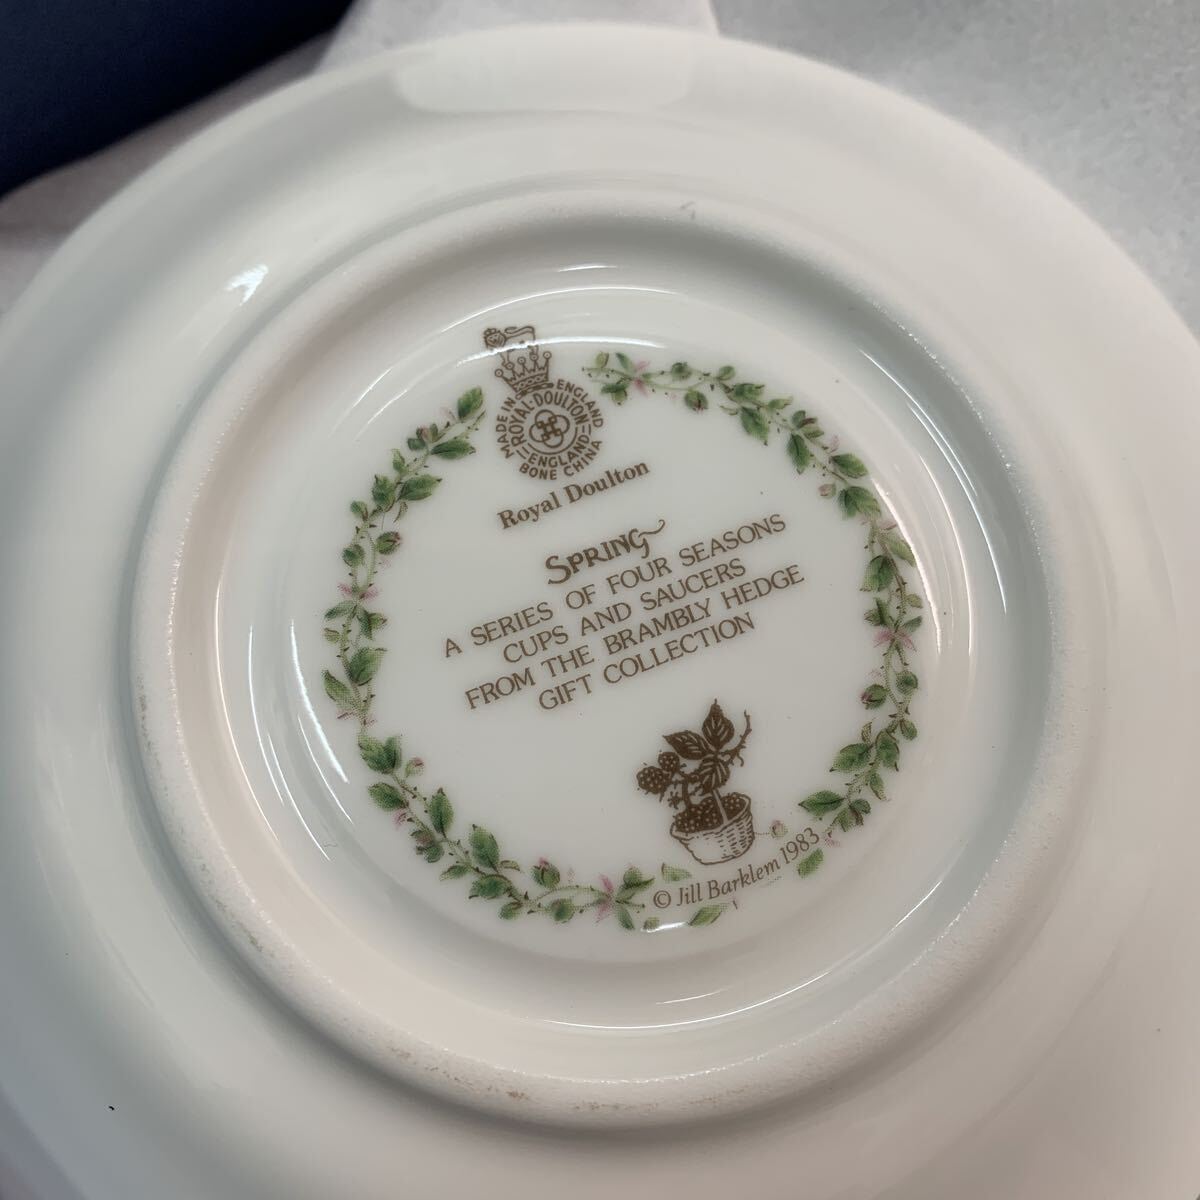 MADE IN ENGLAND
ROYAL · DOULTON
ENGLAND
BONE CHINA
Royal Doulton
SPRING
A SERIES OF FOUR SEASONS
CUPS AND SAUCERS
FROM THE BRAMBLY HEDGE
GIFT COLLECTION
© Jill Barklem 1983